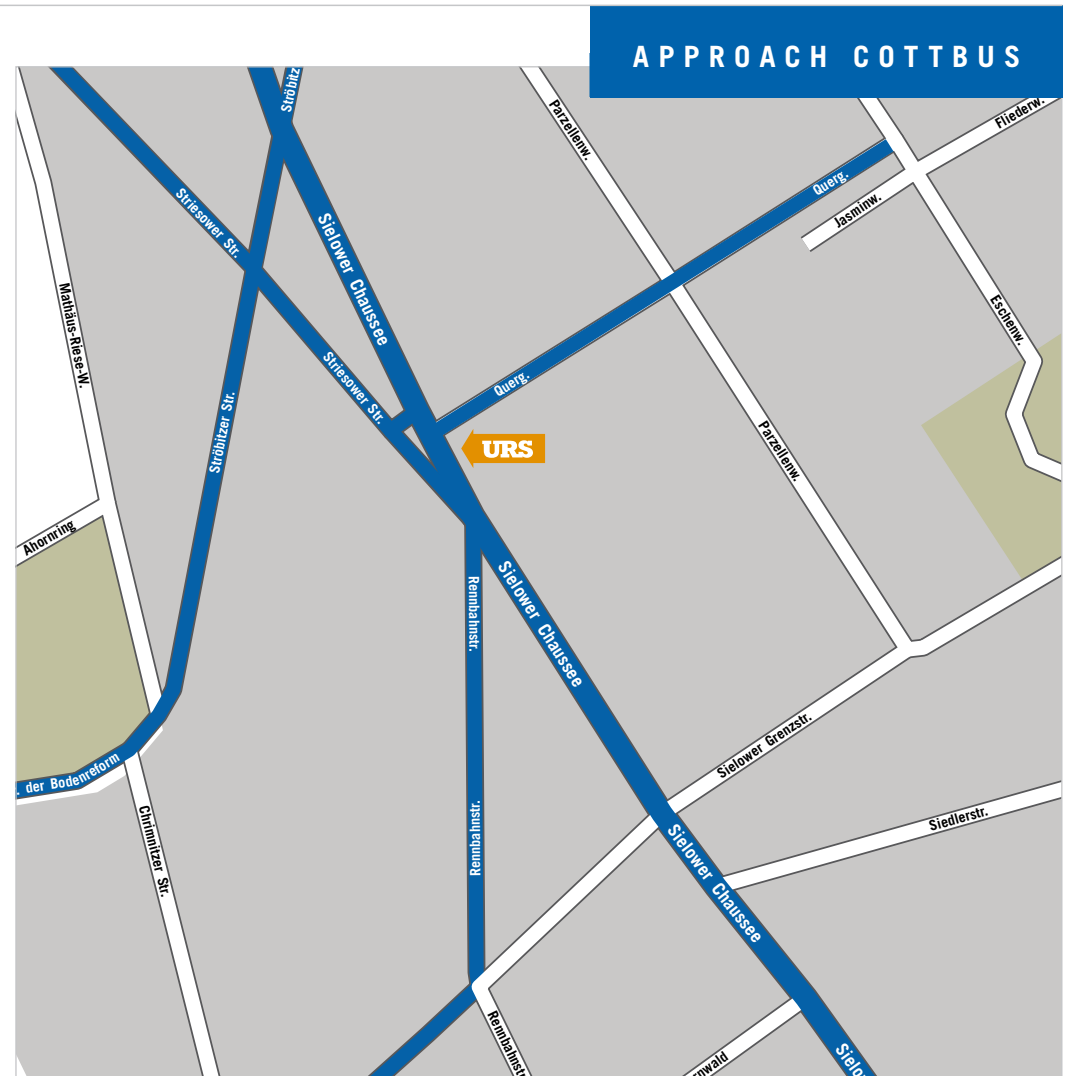 APPROACH COTTBUS
Ströbitz
Parzellenw.
Fliederw.
Querg.
Jasminw.
Striesower Str.
Sielower Chaussee
Mathäus-Riese-W.
Eschenw.
Striesower Str.
Querg.
Ströbitzer Str.
URS
Parzellenw.
Ahornring
Rennbahnstr.
Sielower Chaussee
Sielower Grenzstr.
. der Bodenreform
Chrimnitzer Str.
Rennbahnstr.
Siedlerstr.
Sielower Chaussee
Rennbahnstr
rnwald
Sielo